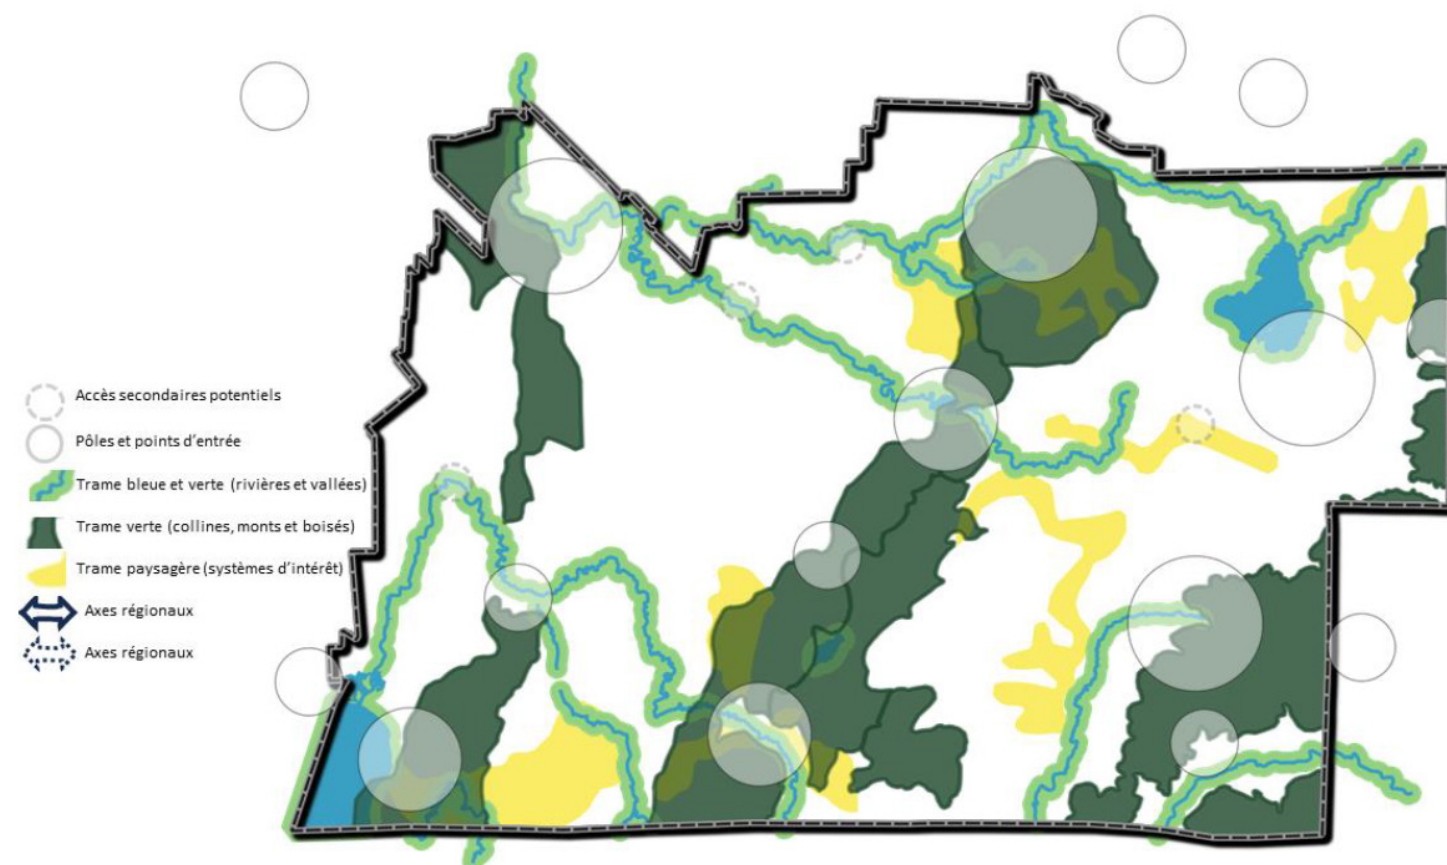 Accès secondaires potentiels
Pôles et points d'entrée
Trame bleue et verte (rivières et vallées)
Trame verte (collines, monts et boisés)
Trame paysagère (systèmes d'intérêt)
Axes régionaux
Axes régionaux